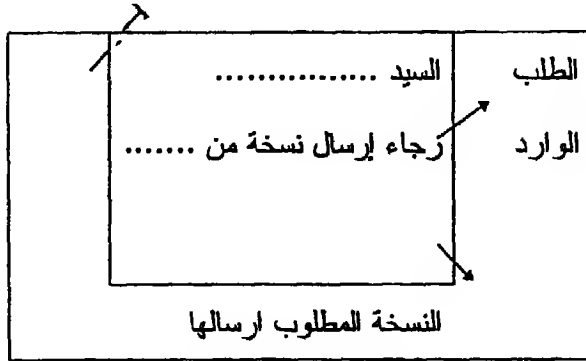 السيد ................
الطلب
رجاء إرسال نسخة من .......
الوارد
النسخة المطلوب ارسالها